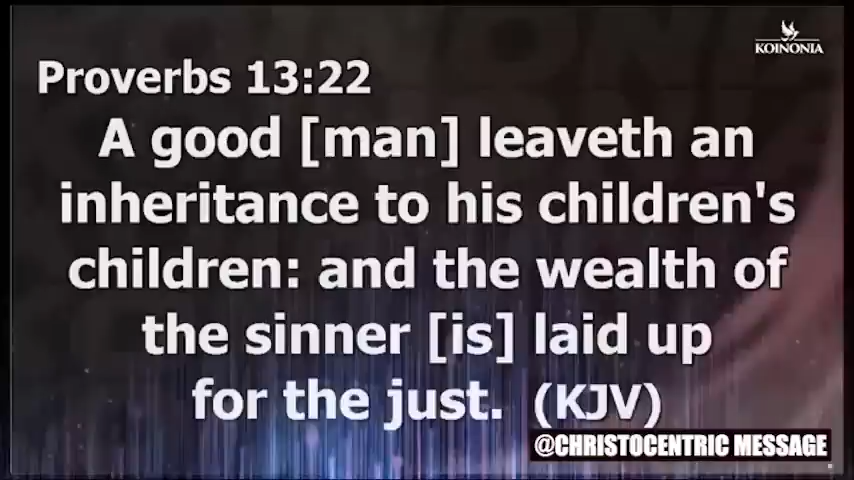 KOINONIA
Proverbs 13:22
A good [man] leaveth an
inheritance to his children's
children: and the wealth of
the sinner [is] laid up
for the just. (KJV)
@CHRISTOCENTRIC MESSAGE